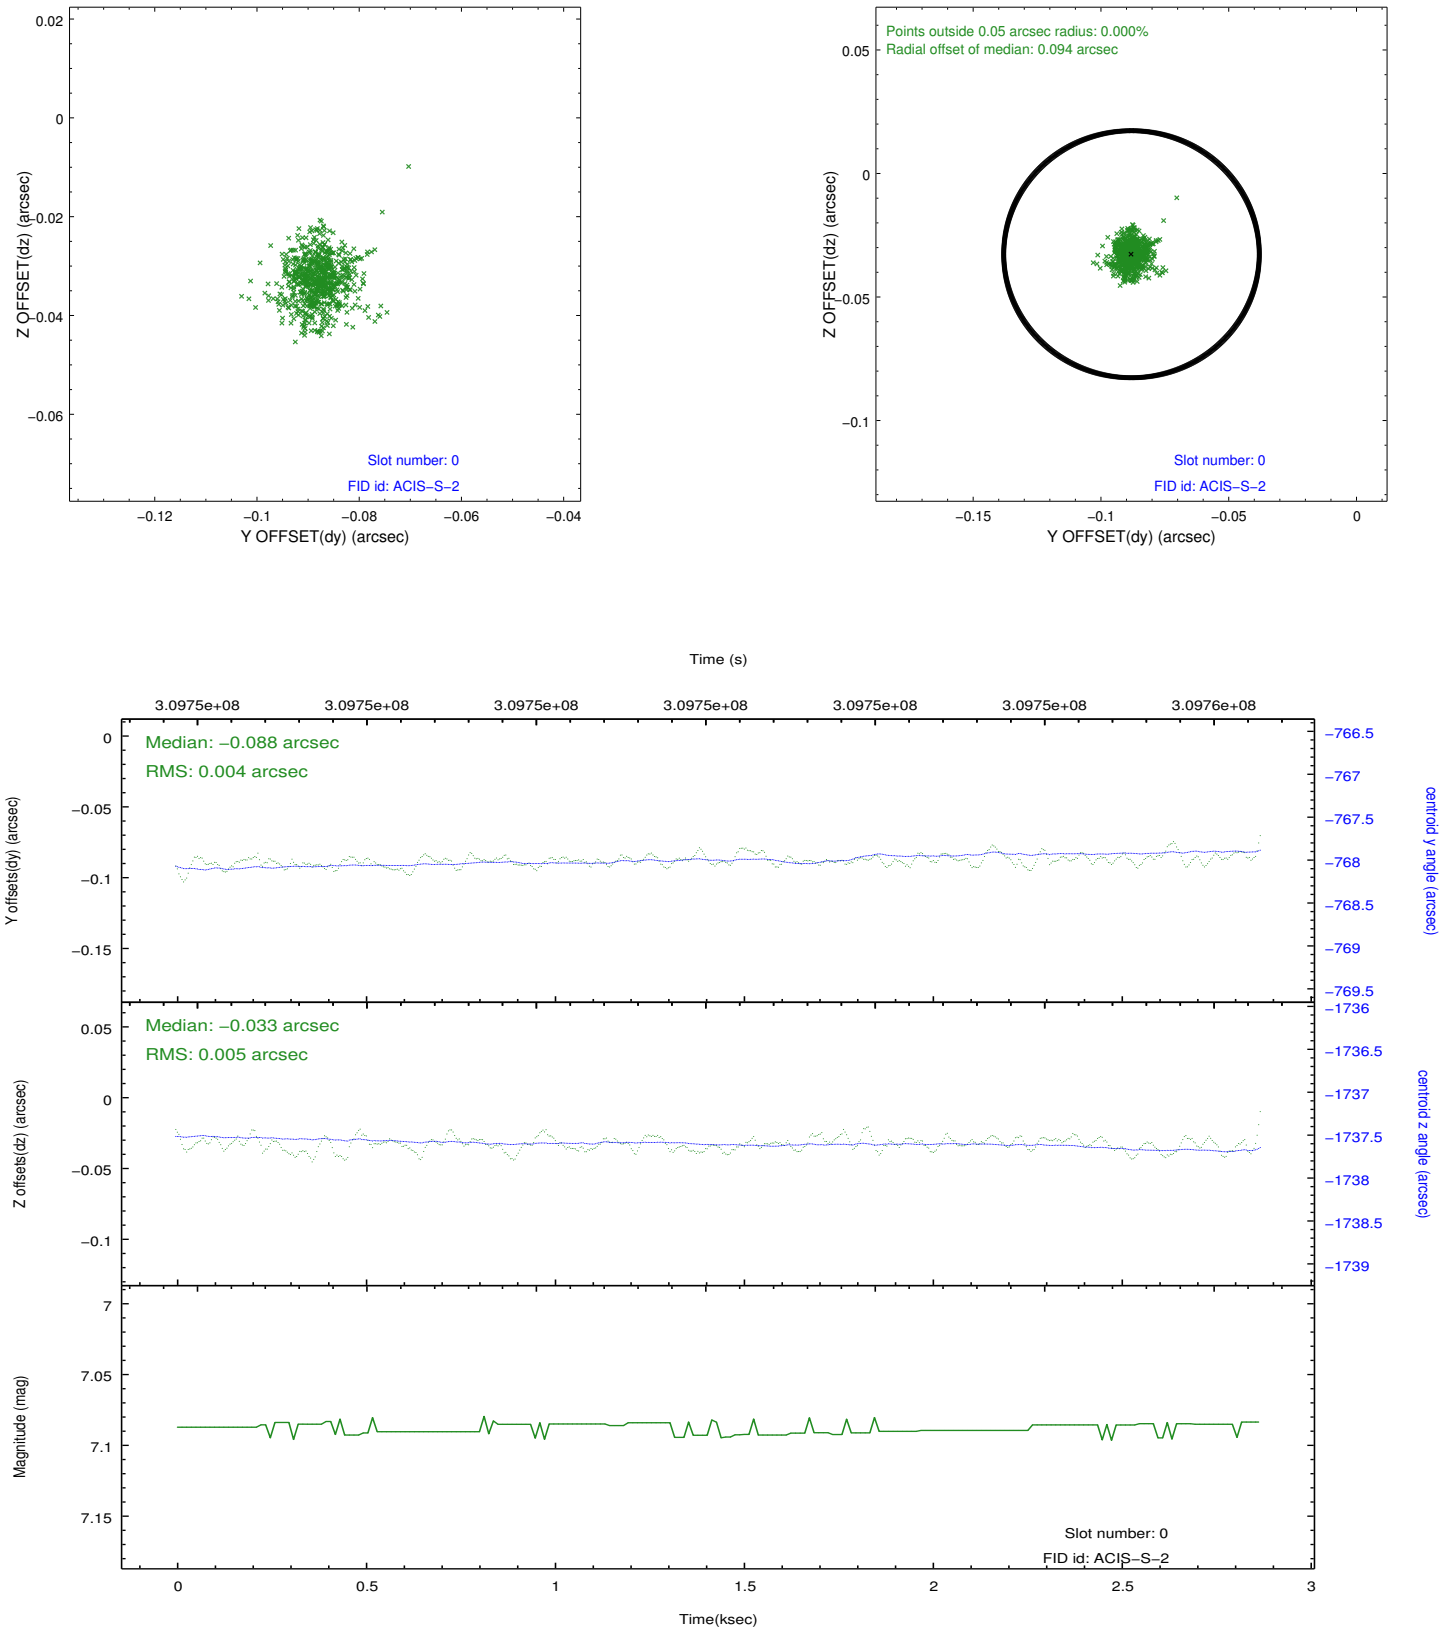 0.02
0
−0.02
−0.04
−0.06
Z OFFSET(dz) (arcsec)
Slot number: 0
FID id: ACIS−S−2
−0.12
−0.1
−0.08
−0.06
−0.04
Y OFFSET(dy) (arcsec)
Points outside 0.05 arcsec radius: 0.000%
Radial offset of median: 0.094 arcsec
0.05
0
−0.05
−0.1
Z OFFSET(dz) (arcsec)
Slot number: 0
FID id: ACIS−S−2
−0.15
−0.1
−0.05
0
Y OFFSET(dy) (arcsec)
Time (s)
3.0975e+08
3.0975e+08
3.0975e+08
3.0975e+08
3.0975e+08
3.0975e+08
3.0976e+08
Median: −0.088 arcsec
RMS: 0.004 arcsec
0
−0.05
−0.1
−0.15
Y offsets(dy) (arcsec)
−766.5
−767
−767.5
−768
−768.5
−769
−769.5
centroid y angle (arcsec)
Median: −0.033 arcsec
RMS: 0.005 arcsec
0.05
0
−0.05
−0.1
Z offsets(dz) (arcsec)
−1736
−1736.5
−1737
−1737.5
−1738
−1738.5
−1739
centroid z angle (arcsec)
7
7.05
7.1
7.15
Magnitude (mag)
Slot number: 0
FID id: ACIS−S−2
0
0.5
1
1.5
2
2.5
3
Time(ksec)